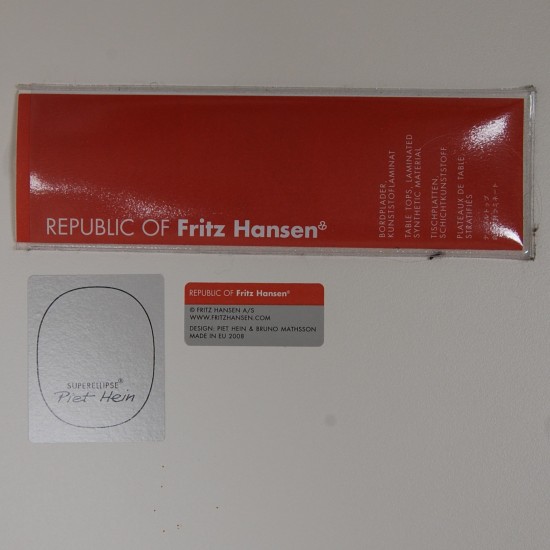 REPUBLIC OF Fritz Hansen®
BORDPLADER,
KUNSTSTOFLAMINAT
TABLE TOPS, LAMINATED
SYNTHETIC MATERIAL
TISCHPLATTEN,
SCHICHTKUNSTSTOFF
PLATEAUX DE TABLE
STRATIFIÉS
SUPERELLIPSE®
Piet Hein
REPUBLIC OF Fritz Hansen®
© FRITZ HANSEN A/S
WWW.FRITZHANSEN.COM
DESIGN: PIET HEIN & BRUNO MATHSSON
MADE IN EU 2009